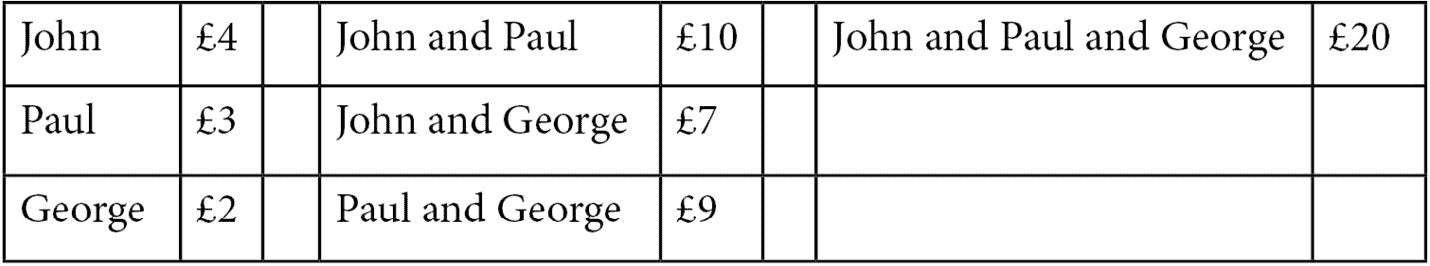 John £4 John and Paul £10 John and Paul and George £20
Paul £3 John and George £7
George £2 Paul and George £9